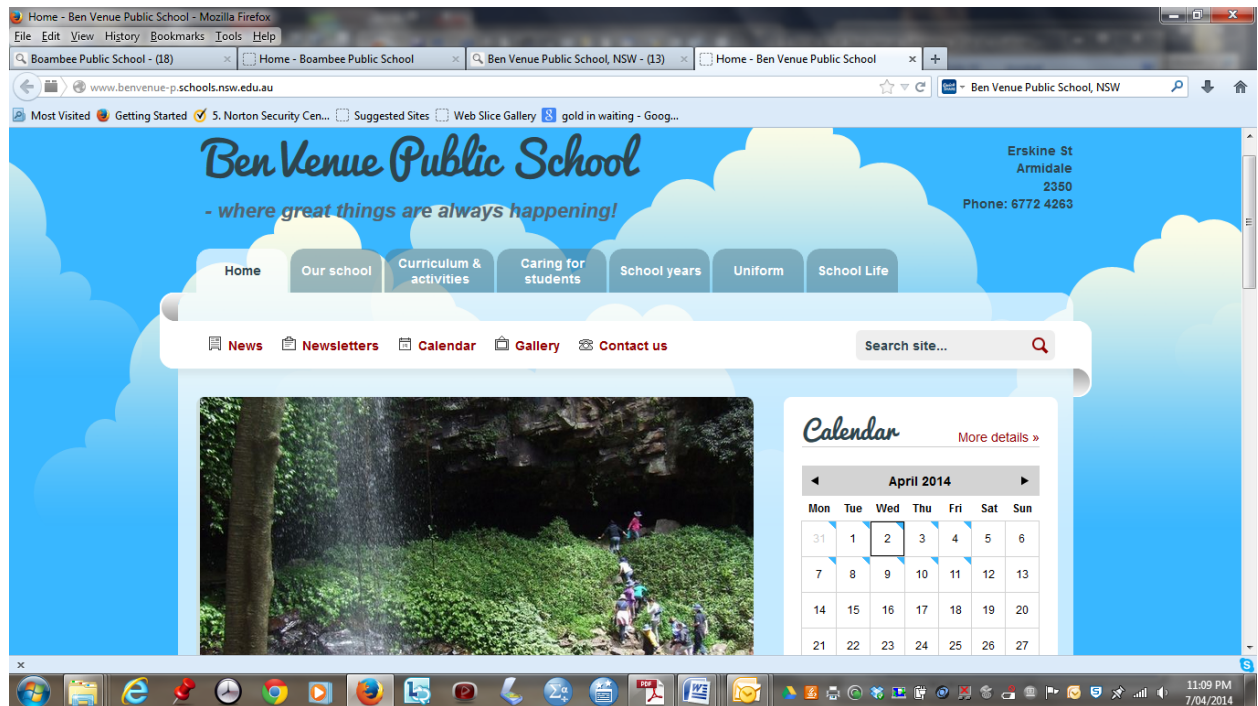 Home - Ben Venue Public School - Mozilla Firefox
File Edit View History Bookmarks Tools Help
Boambee Public School - (18) × Home - Boambee Public School × Ben Venue Public School, NSW - (13) × Home - Ben Venue Public School × +
www.benvenue-p.schools.nsw.edu.au Ben Venue Public School, NSW
Most Visited Getting Started 5. Norton Security Cen... Suggested Sites Web Slice Gallery gold in waiting - Goog...
Ben Venue Public School
- where great things are always happening!
Erskine St
Armidale
2350
Phone: 6772 4263
Home Our school Curriculum & activities Caring for students School years Uniform School Life
News Newsletters Calendar Gallery Contact us Search site...
Calendar More details »
April 2014
Mon Tue Wed Thu Fri Sat Sun
31 1 2 3 4 5 6
7 8 9 10 11 12 13
14 15 16 17 18 19 20
21 22 23 24 25 26 27
11:09 PM
7/04/2014